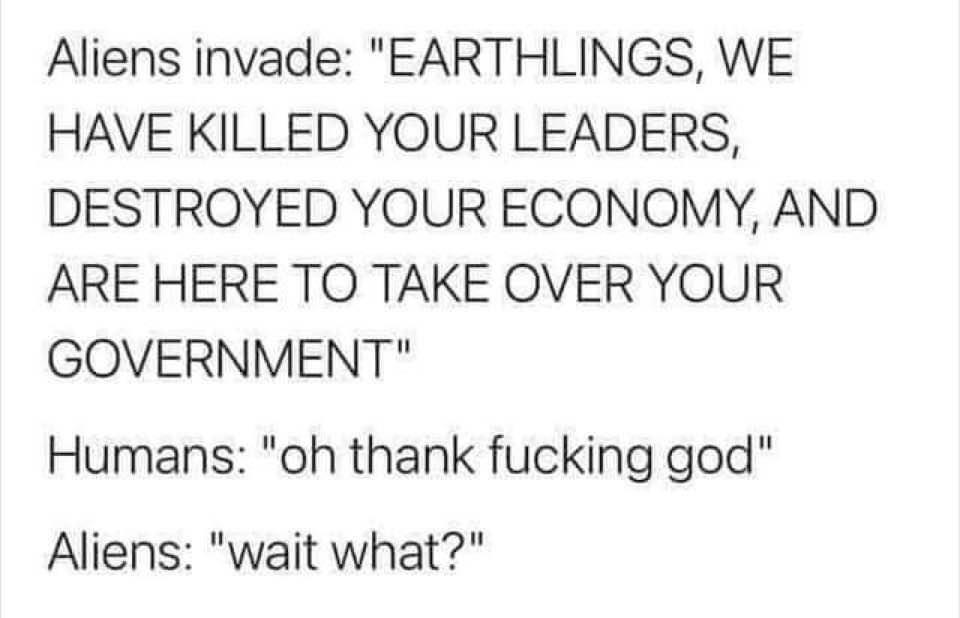 Aliens invade: "EARTHLINGS, WE
HAVE KILLED YOUR LEADERS,
DESTROYED YOUR ECONOMY, AND
ARE HERE TO TAKE OVER YOUR
GOVERNMENT"
Humans: "oh thank fucking god"
Aliens: "wait what?"